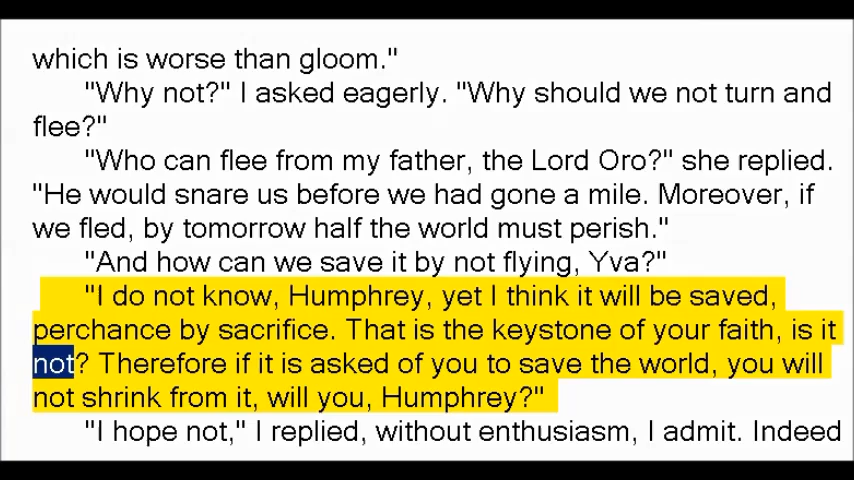 which is worse than gloom."
"Why not?" I asked eagerly. "Why should we not turn and
flee?"
"Who can flee from my father, the Lord Oro?" she replied.
"He would snare us before we had gone a mile. Moreover, if
we fled, by tomorrow half the world must perish."
"And how can we save it by not flying, Yva?"
"I do not know, Humphrey, yet I think it will be saved,
perchance by sacrifice. That is the keystone of your faith, is it
not? Therefore if it is asked of you to save the world, you will
not shrink from it, will you, Humphrey?"
"I hope not," I replied, without enthusiasm, I admit. Indeed